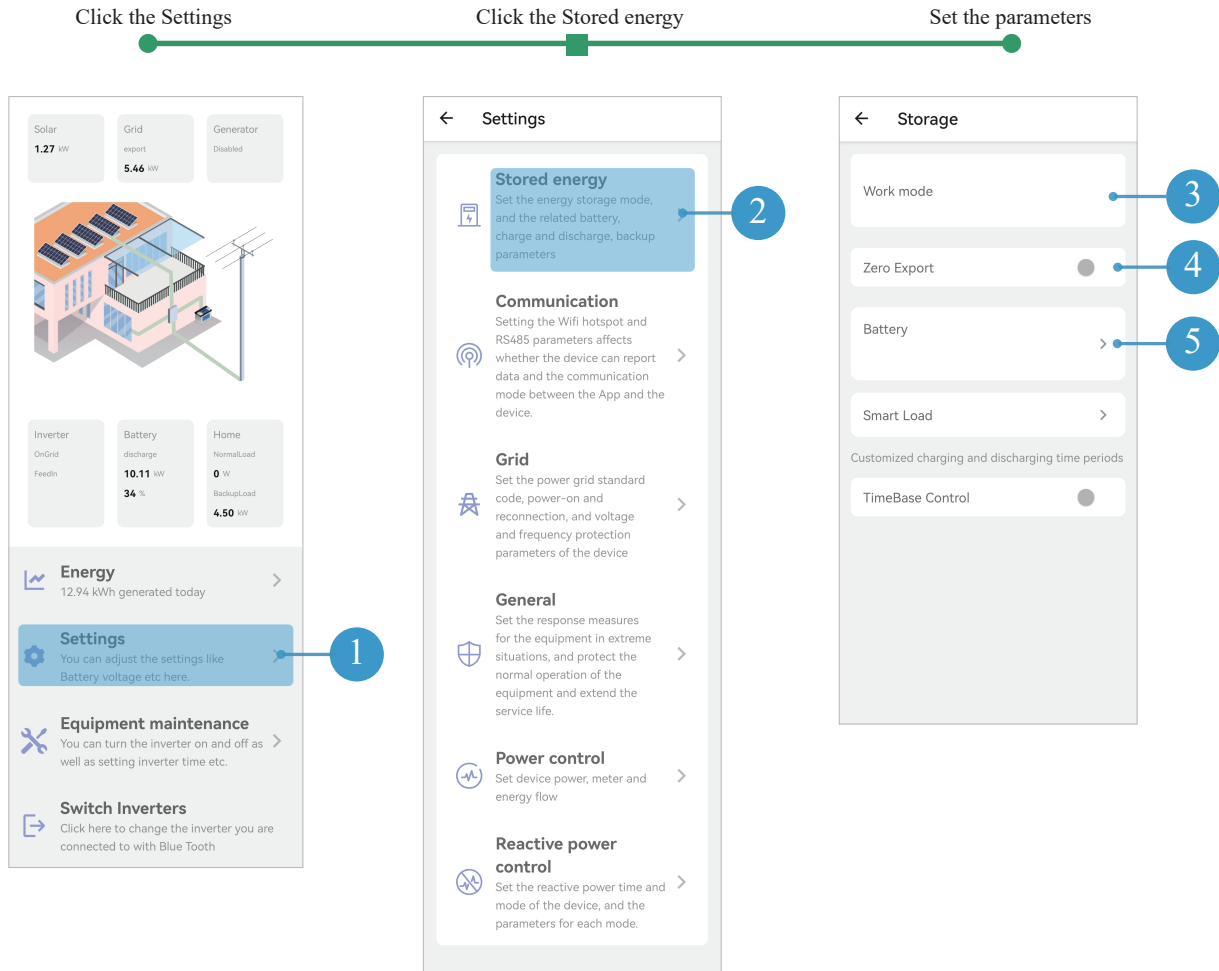 Click the Settings
Click the Stored energy
Set the parameters
Solar
1.27 kW
Grid
export
5.46 kW
Generator
Disabled
Inverter
OnGrid
FeedIn
Battery
discharge
10.11 kW
34 %
Home
NormalLoad
0 W
BackupLoad
4.50 kW
Energy
12.94 kWh generated today
Settings
You can adjust the settings like
Battery voltage etc here.
1
Equipment maintenance
You can turn the inverter on and off as
well as setting inverter time etc.
Switch Inverters
Click here to change the inverter you are
connected to with Blue Tooth
Settings
Stored energy
Set the energy storage mode,
and the related battery,
charge and discharge, backup
parameters
2
Communication
Setting the Wifi hotspot and
RS485 parameters affects
whether the device can report
data and the communication
mode between the App and the
device.
Grid
Set the power grid standard
code, power-on and
reconnection, and voltage
and frequency protection
parameters of the device
General
Set the response measures
for the equipment in extreme
situations, and protect the
normal operation of the
equipment and extend the
service life.
Power control
Set device power, meter and
energy flow
Reactive power
control
Set the reactive power time and
mode of the device, and the
parameters for each mode.
Storage
Work mode
3
Zero Export
4
Battery
5
Smart Load
Customized charging and discharging time periods
TimeBase Control